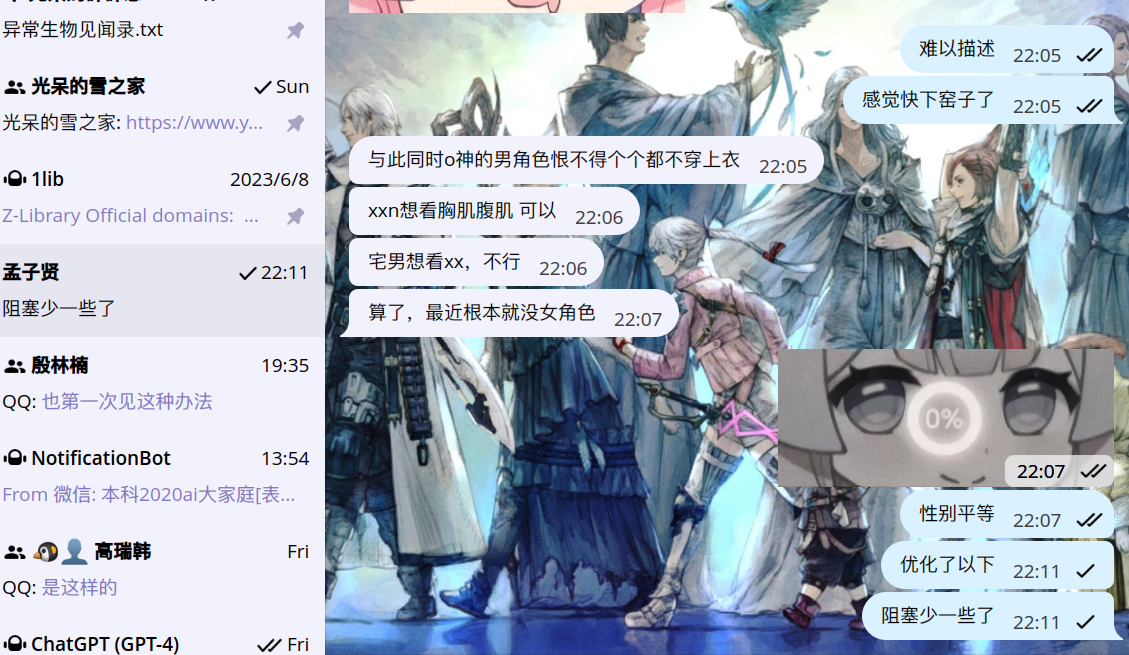 异常生物见闻录.txt
光呆的雪之家 Sun
光呆的雪之家: https://www.y...
1lib 2023/6/8
Z-Library Official domains: ...
孟子贤 22:11
阻塞少一些了
殷林楠 19:35
QQ: 也第一次见这种办法
NotificationBot 13:54
From 微信: 本科2020ai大家庭[表...
高瑞韩 Fri
QQ: 是这样的
ChatGPT (GPT-4) Fri
难以描述 22:05
感觉快下窑子了 22:05
与此同时o神的男角色恨不得个个都不穿上衣 22:05
xxn想看胸肌腹肌 可以 22:06
宅男想看xx，不行 22:06
算了，最近根本就没女角色 22:07
0%
22:07
性别平等 22:07
优化了以下 22:11
阻塞少一些了 22:11